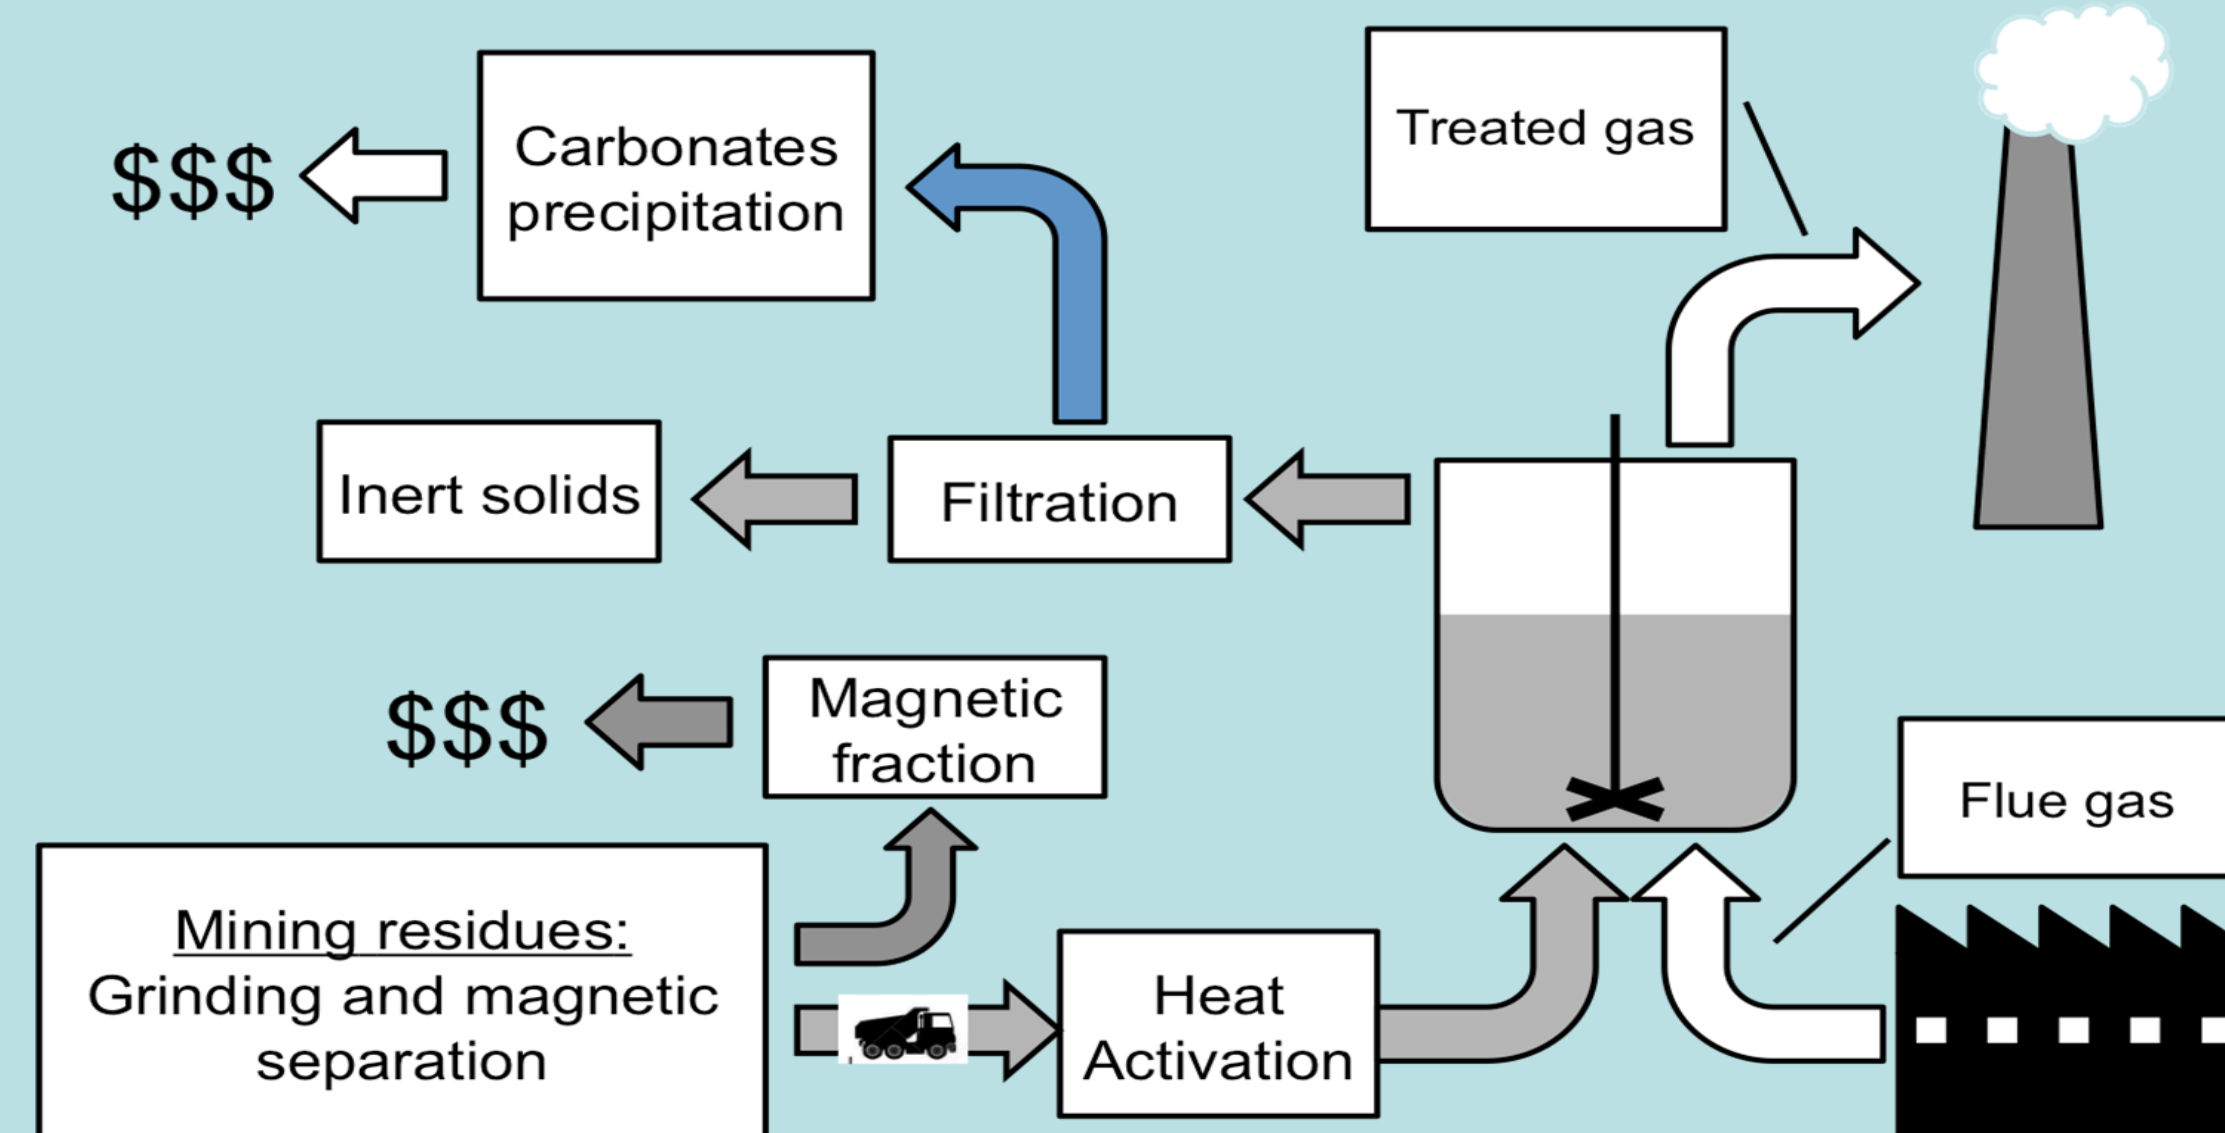 Carbonates
precipitation
$$$
Treated gas
Inert solids
Filtration
Magnetic
fraction
$$$
Flue gas
Mining residues:
Grinding and magnetic
separation
Heat
Activation